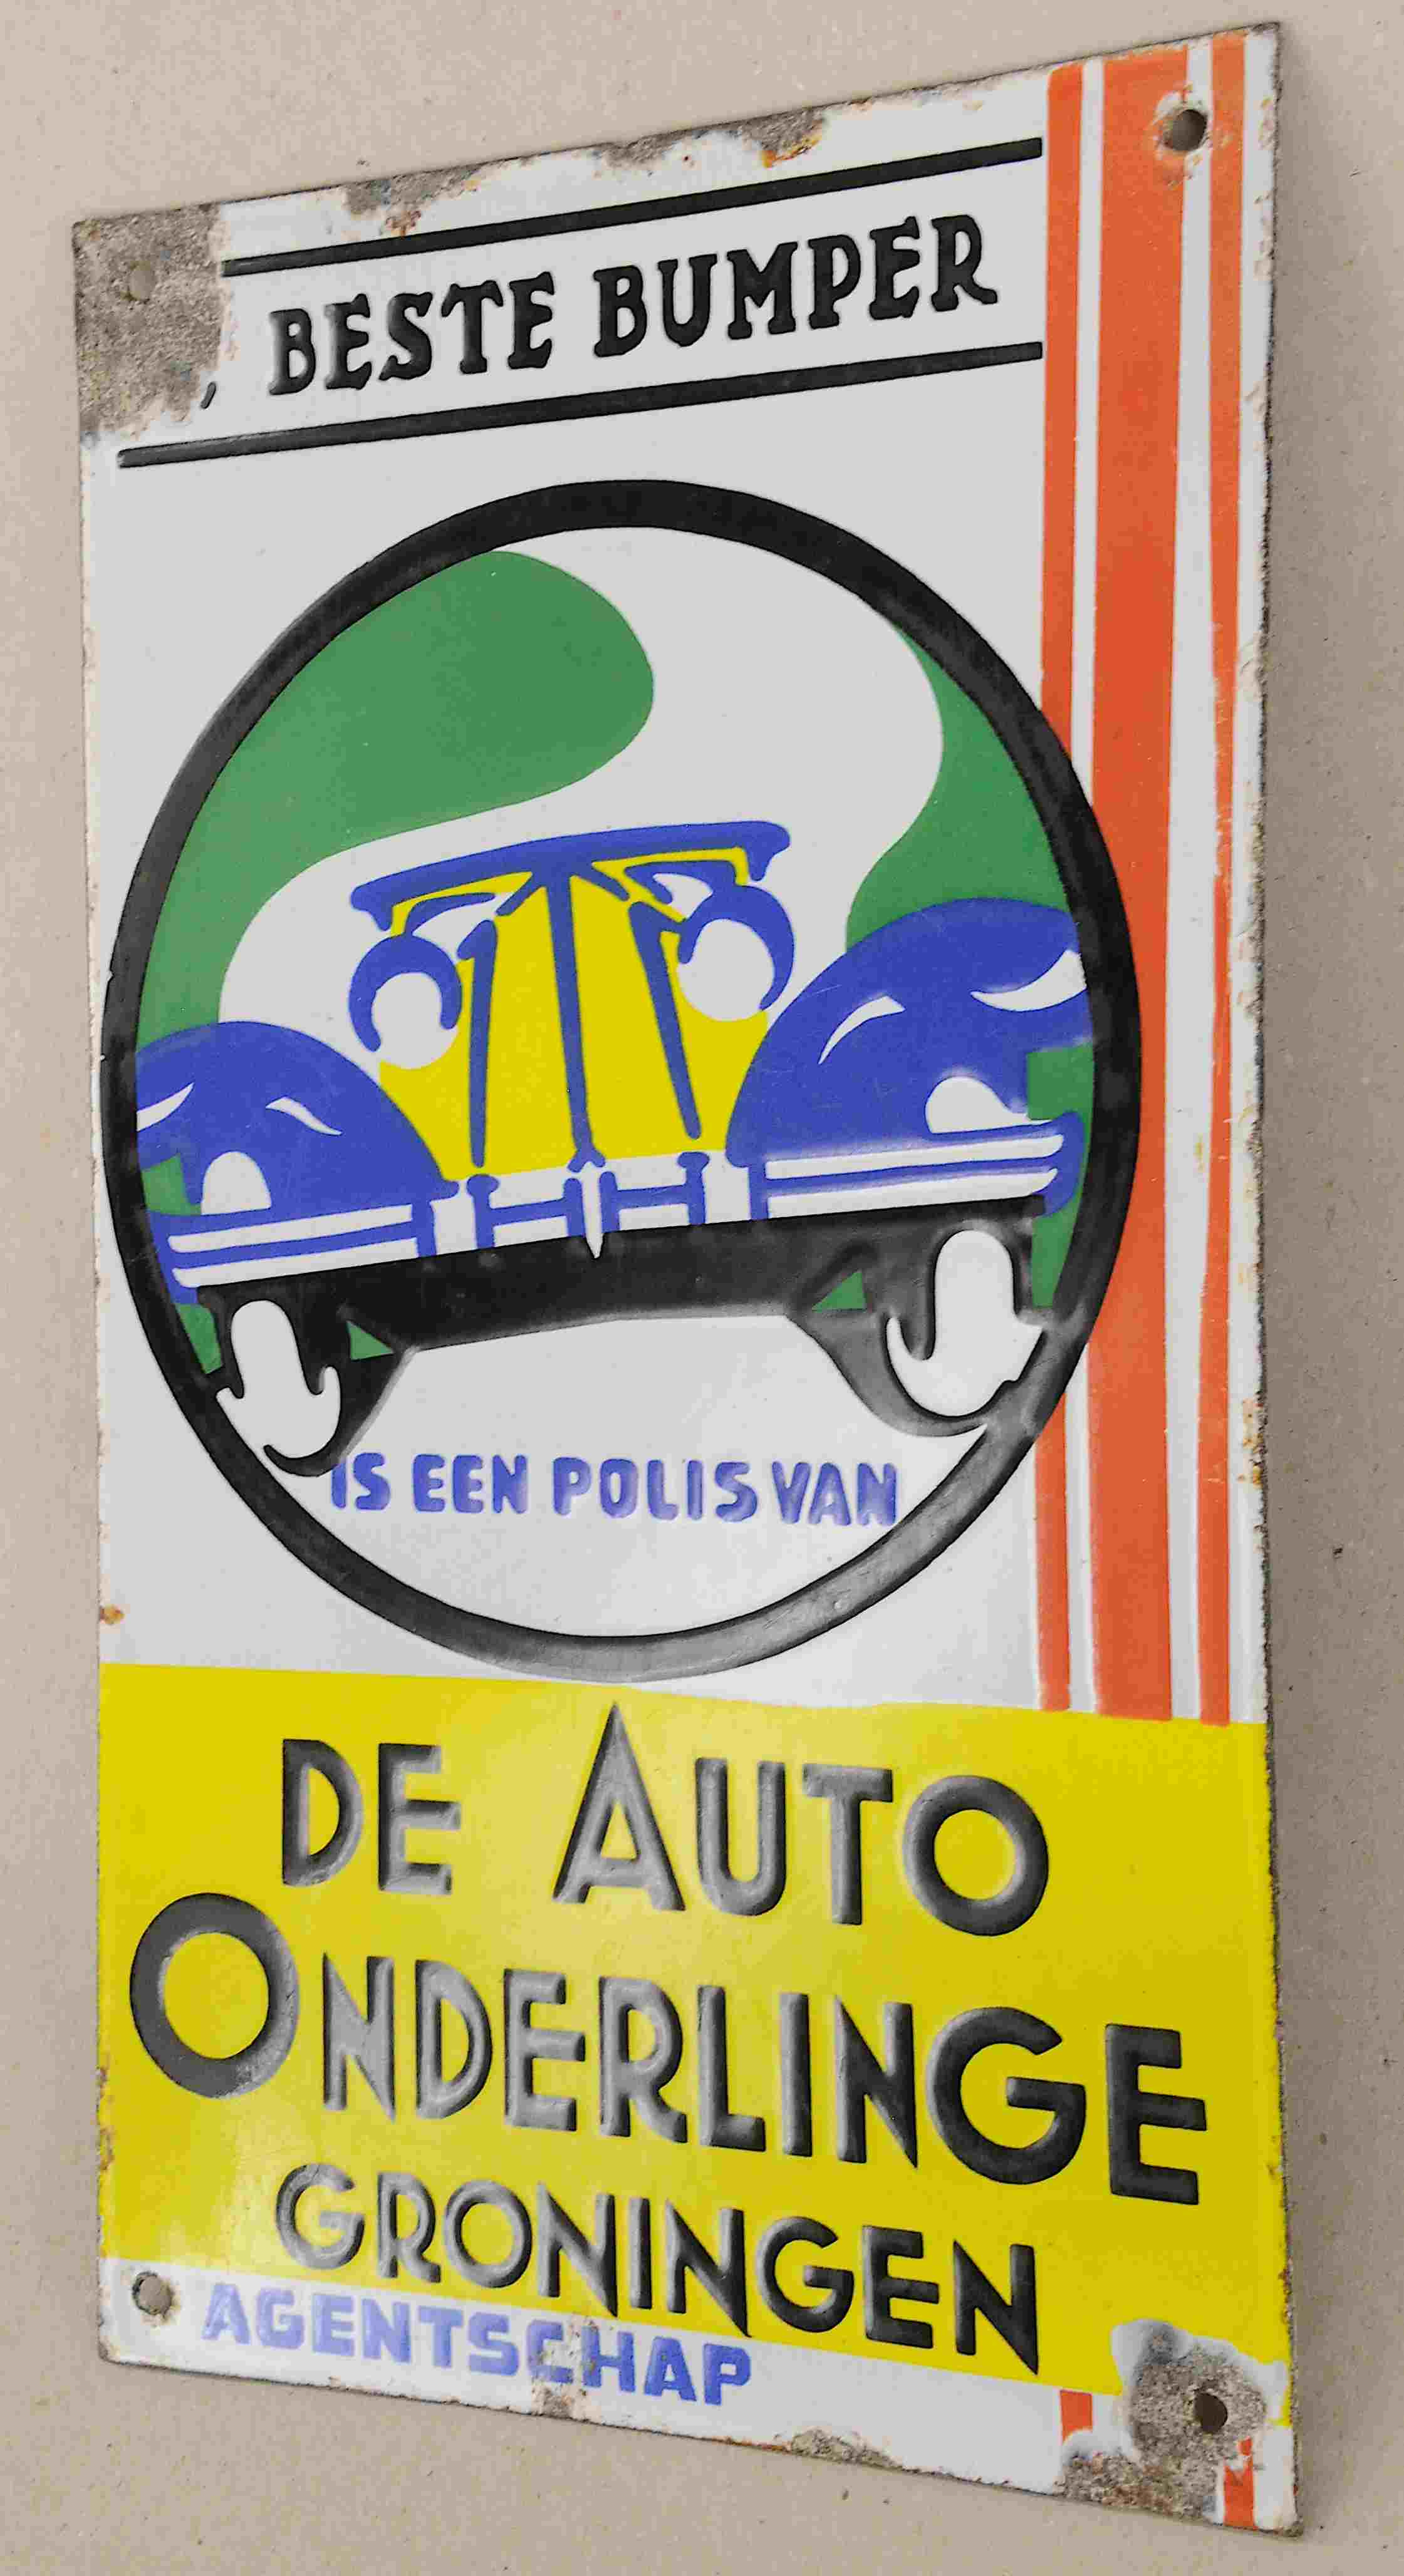 BESTE BUMPER
IS EEN POLIS VAN
DE AUTO
ONDERLINGE
GRONINGEN
AGENTSCHAP